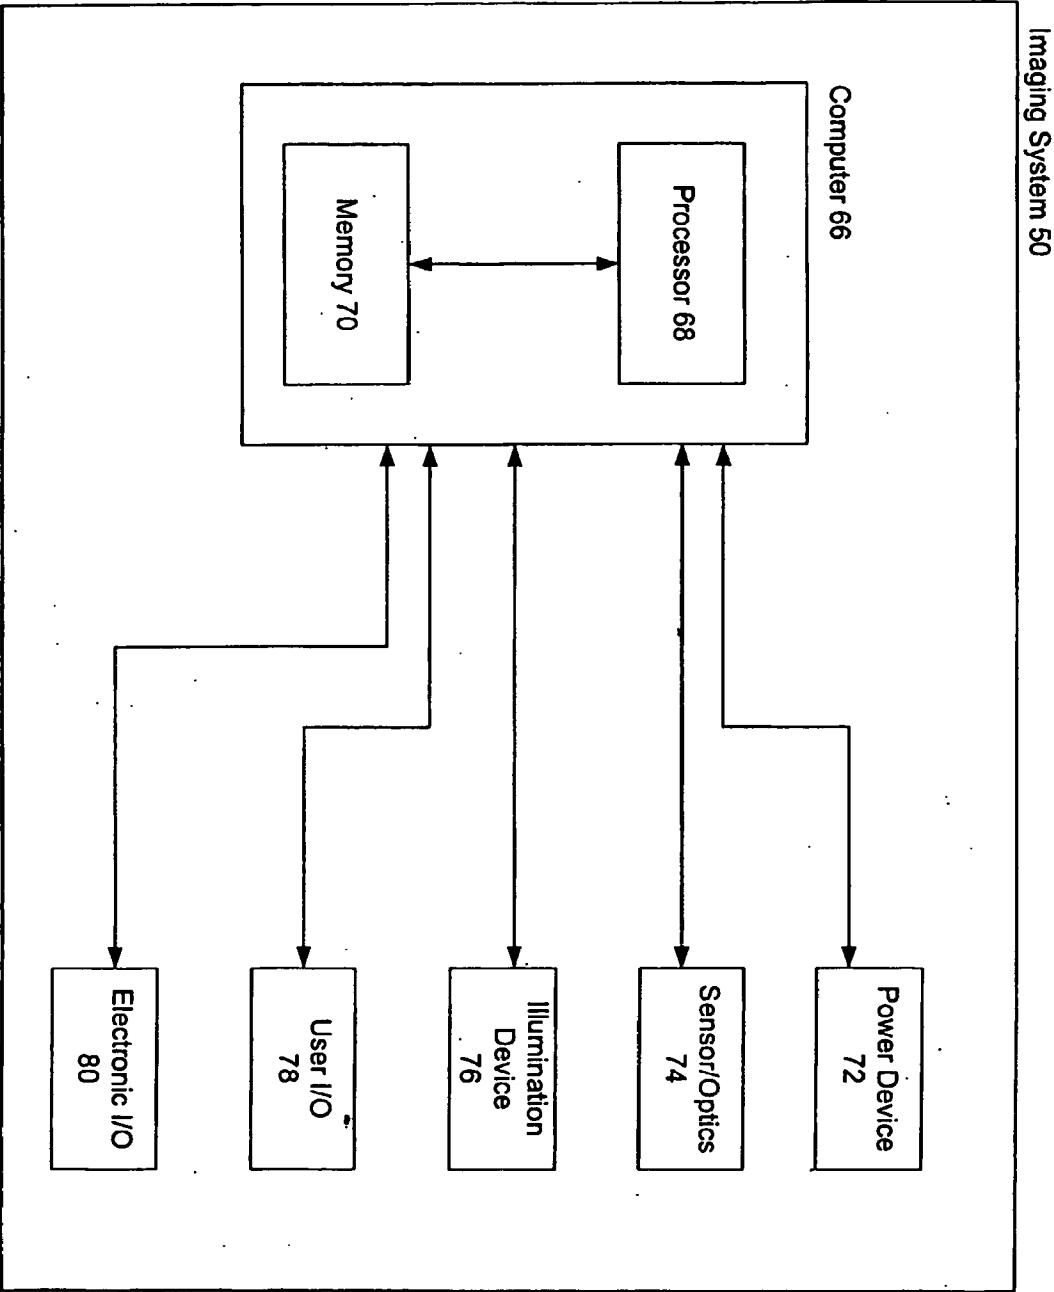 Imaging System 50
Computer 66
Processor 68
Memory 70
Power Device
72
Sensor/Optics
74
Illumination
Device
76
User I/O
78
Electronic I/O
80